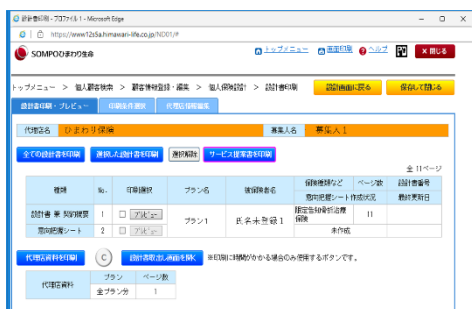 設計書印刷 - プロファイル 1 - Microsoft Edge
https://www12s5a.himawari-life.co.jp/ND01/#
SOMPOひまわり生命
トップメニュー 画面印刷 ヘルプ × 閉じる
トップメニュー > 個人顧客検索 > 顧客情報登録・編集 > 個人保険設計 > 設計書印刷 設計画面に戻る 保存して閉じる
設計書印刷・プレビュー 印刷条件選択 代理店情報編集
代理店名 ひまわり保険 募集人名 募集人1
全ての設計書を印刷 選択した設計書を印刷 選択解除 サービス提案書を印刷
全 11ページ
種類 No. 印刷選択 プラン名 被保険者名 保険種類など ページ数 設計書番号
意向把握シート作成状況 最終更新日
設計書 兼 契約概要 1 プレビュー プラン1 氏名未登録1 限定告知骨折治療保険 11
意向把握シート 2 プレビュー 未作成
代理店資料を印刷 C 設計書取出し画面を開く ※印刷に時間がかかる場合のみ使用するボタンです。
代理店資料 プラン ページ数
全プラン分 1